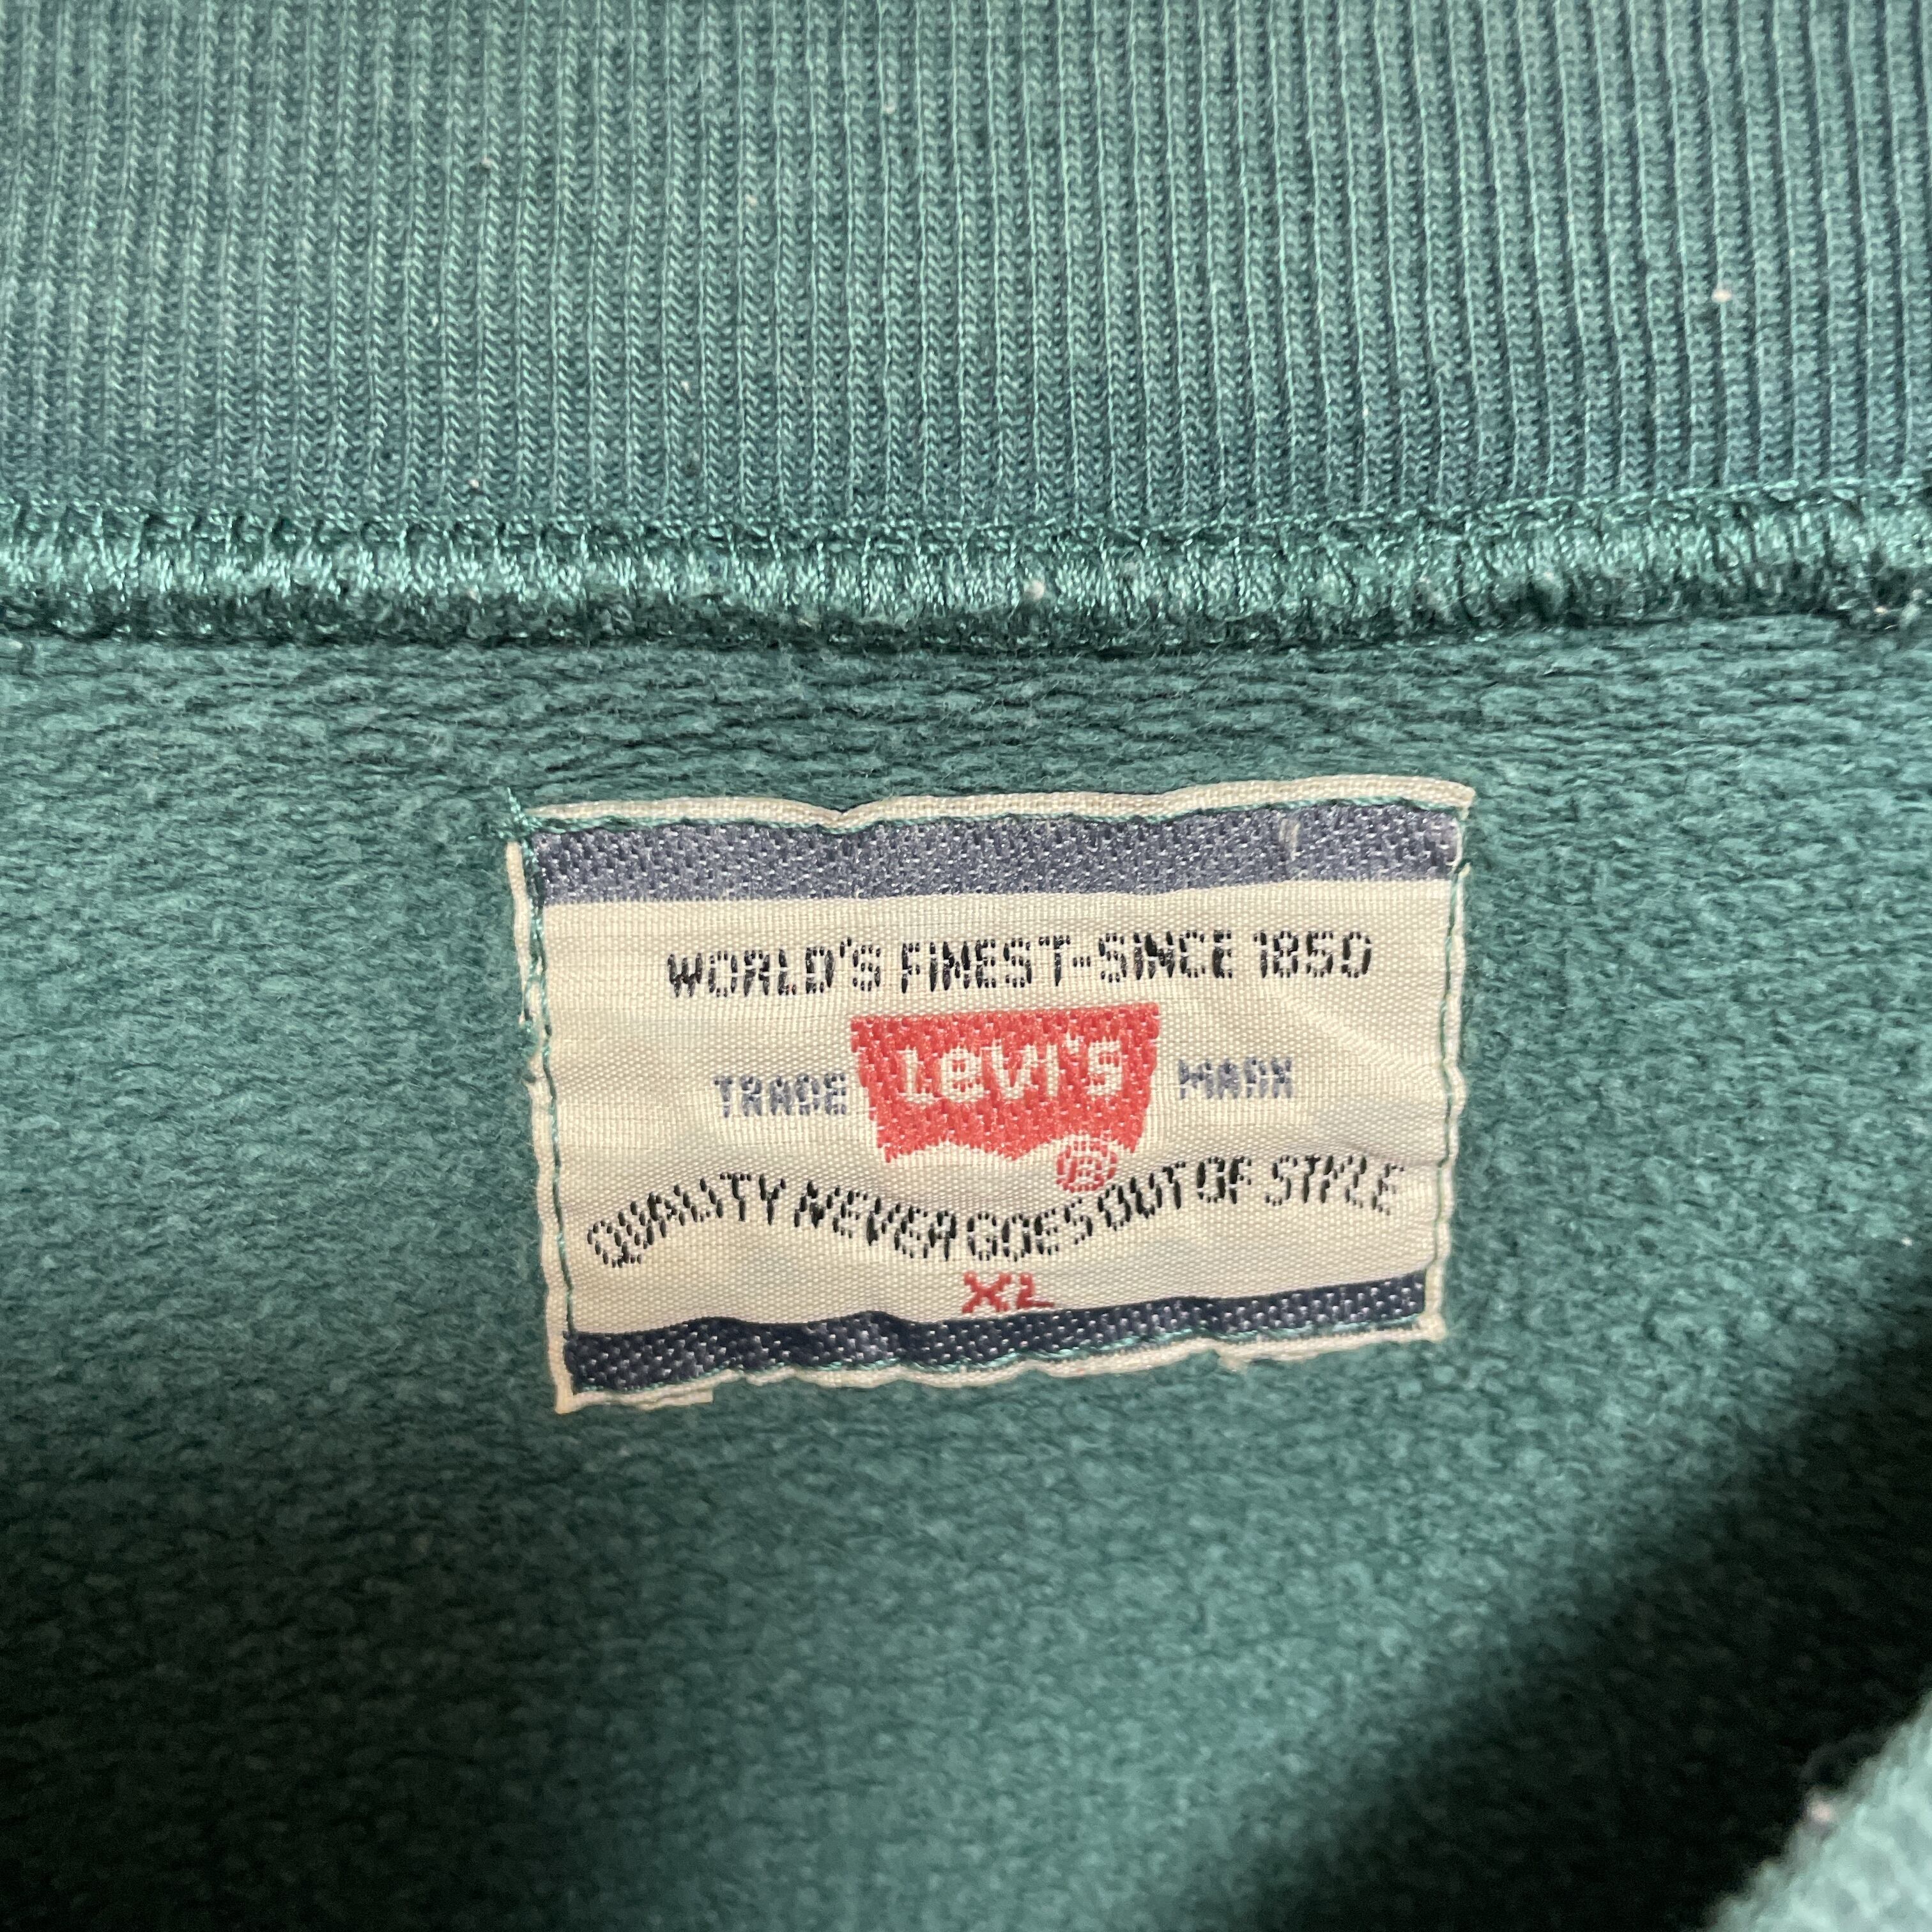 WORLD'S FINEST-SINCE 1850
TRADE LEVI'S MARK
®
QUALITY NEVER GOES OUT OF STYLE
XL